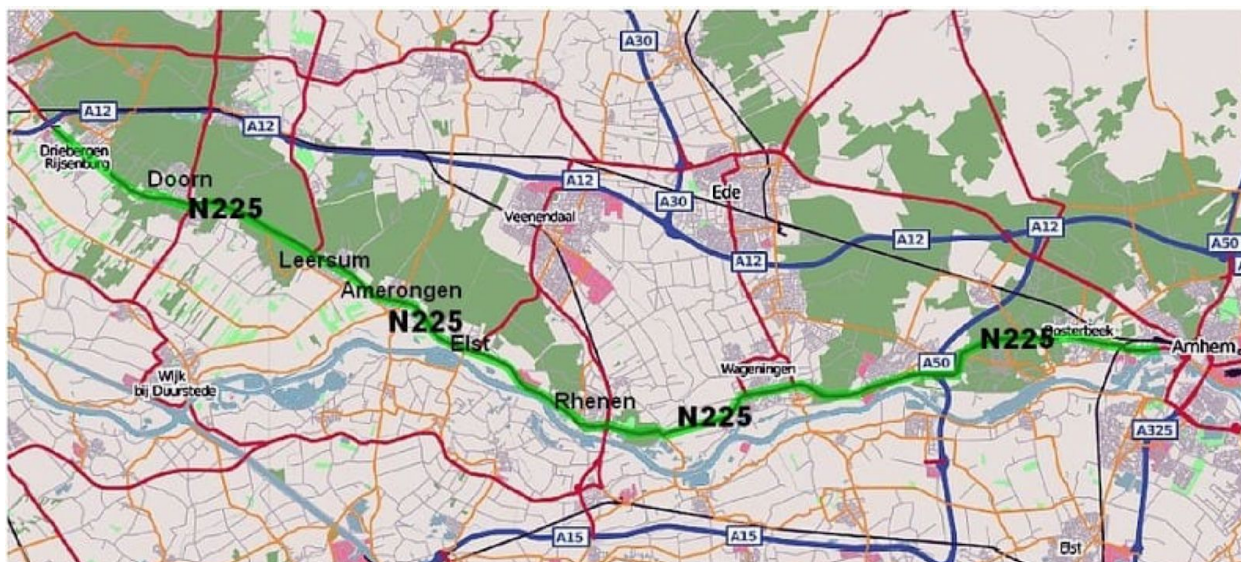 A30
A12
A12
Driebergen
Rijsenburg
Doorn
A12
N225
Veenendaal
Ede
A30
A12
A12
A12
A50
Leersum
Amerongen
N225
Elst
N225
Oosterbeek
Arnhem
Wageningen
A50
Wijk
bij Duurstede
Rhenen
N225
A325
A15
A15
Elst